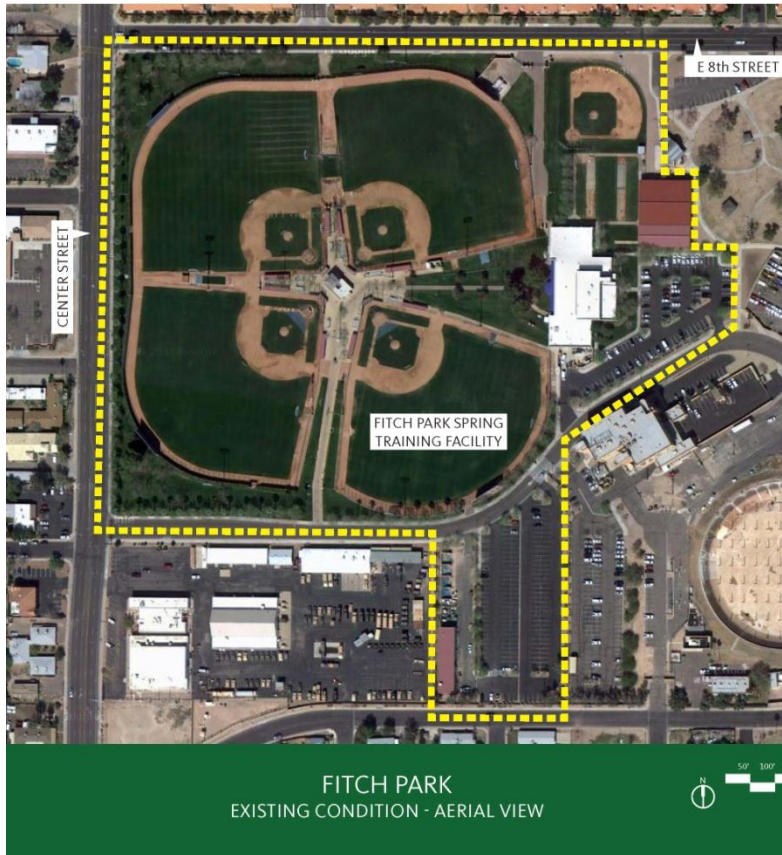 E 8th STREET
CENTER STREET
FITCH PARK SPRING
TRAINING FACILITY
FITCH PARK
EXISTING CONDITION - AERIAL VIEW
N
50' 100'